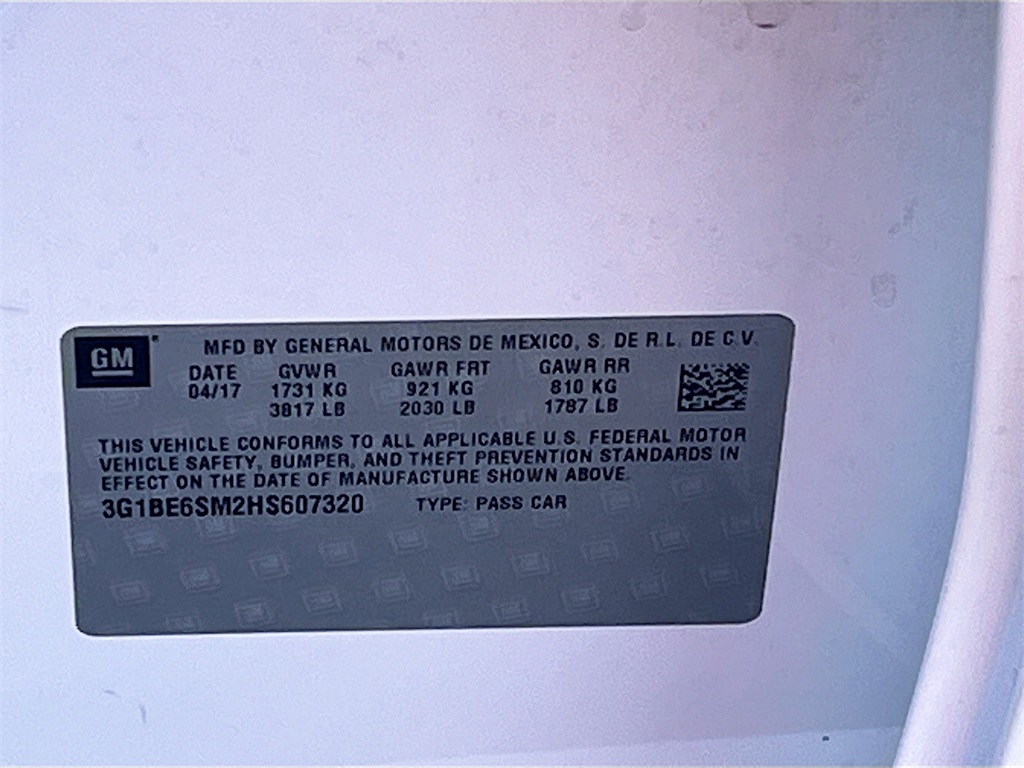 GM
MFD BY GENERAL MOTORS DE MEXICO, S. DE R.L. DE C.V.
DATE GVWR GAWR FRT GAWR RR
04/17 1731 KG 921 KG 810 KG
3817 LB 2030 LB 1787 LB
THIS VEHICLE CONFORMS TO ALL APPLICABLE U.S. FEDERAL MOTOR
VEHICLE SAFETY, BUMPER, AND THEFT PREVENTION STANDARDS IN
EFFECT ON THE DATE OF MANUFACTURE SHOWN ABOVE.
3G1BE6SM2HS607320 TYPE: PASS CAR